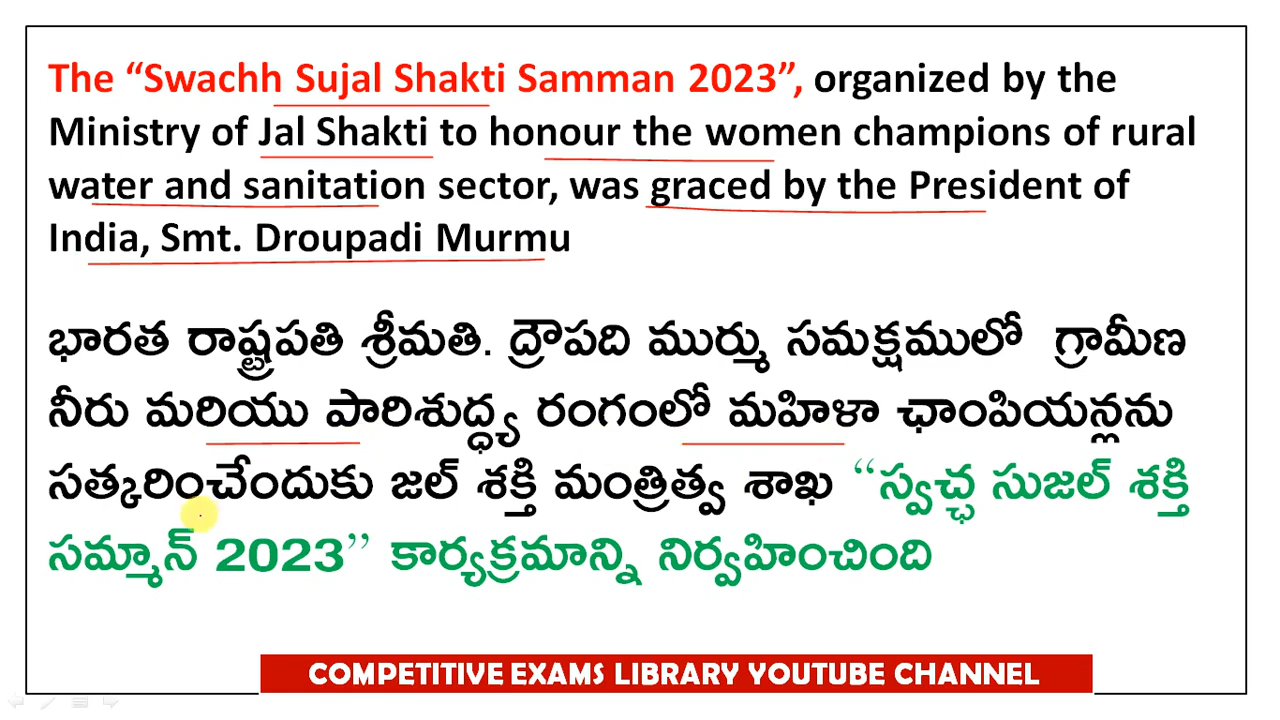 The “Swachh Sujal Shakti Samman 2023”, organized by the
Ministry of Jal Shakti to honour the women champions of rural
water and sanitation sector, was graced by the President of
India, Smt. Droupadi Murmu
భారత రాష్ట్రపతి శ్రీమతి. ద్రౌపది ముర్ము సమక్షములో గ్రామీణ
నీరు మరియు పారిశుద్ధ్య రంగంలో మహిళా ఛాంపియన్లను
సత్కరించేందుకు జల్ శక్తి మంత్రిత్వ శాఖ “స్వచ్ఛ సుజల్ శక్తి
సమ్మాన్ 2023” కార్యక్రమాన్ని నిర్వహించింది
COMPETITIVE EXAMS LIBRARY YOUTUBE CHANNEL